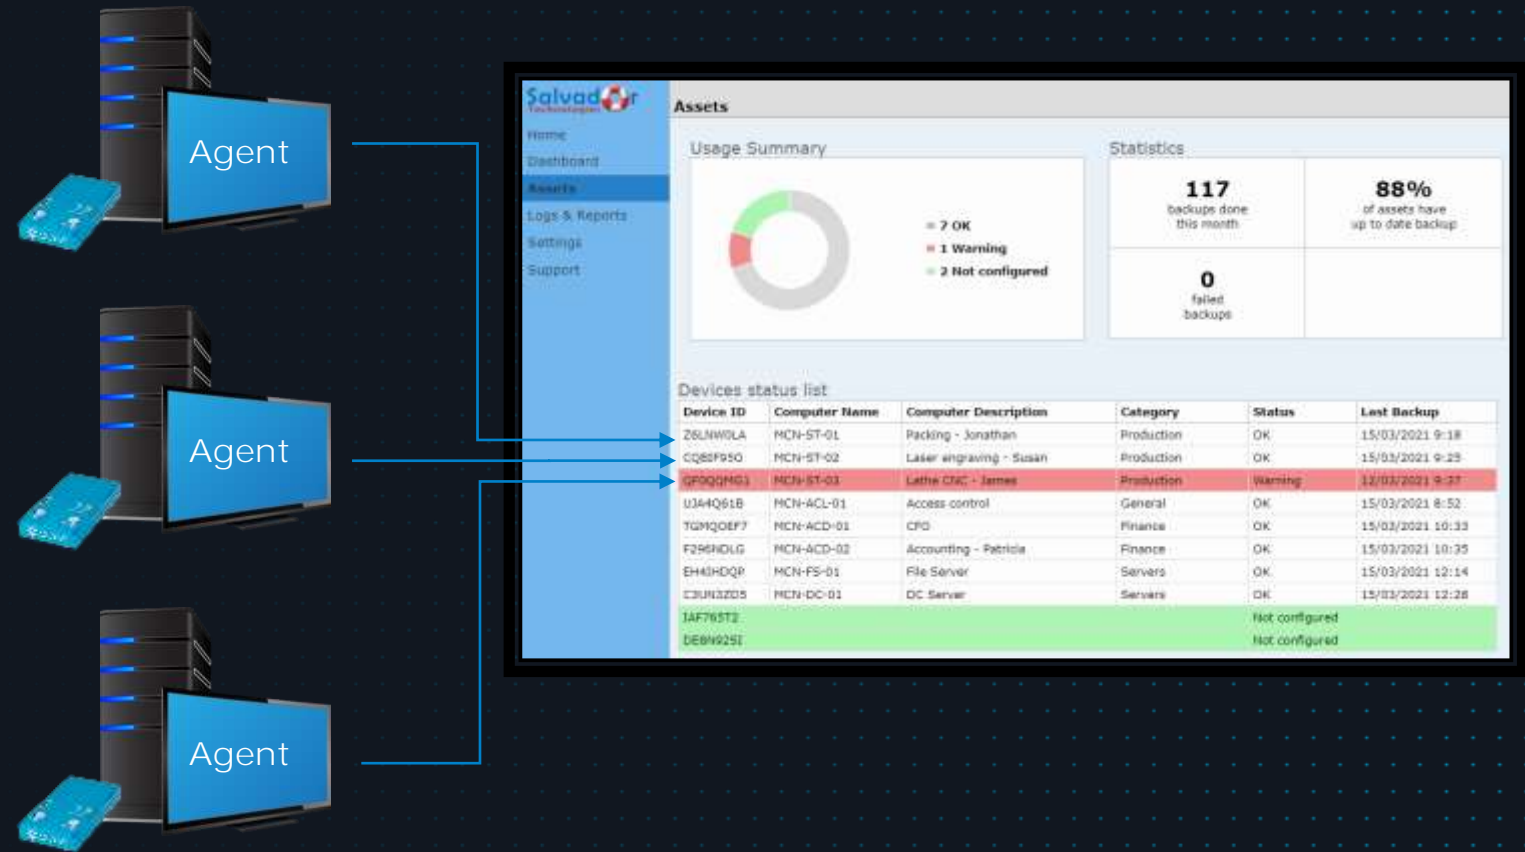 Agent
Agent
Agent
Salvador
Technologies
Home
Dashboard
Assets
Logs & Reports
Settings
Support
Assets
Usage Summary
7 OK
1 Warning
2 Not configured
Statistics
117
backups done
this month
88%
of assets have
up to date backup
0
failed
backups
Devices status list
Device ID Computer Name Computer Description Category Status Last Backup
Z6LNW0LA MCN-ST-01 Packing - Jonathan Production OK 15/03/2021 9:18
MCN-ST-02 Laser engraving - Susan Production OK 15/03/2021 9:25
MCN-ST-03 Lathe CNC - James Production Warning 12/03/2021 9:37
UJA4Q61B MCN-ACL-01 Access control General OK 15/03/2021 8:52
MCN-ACD-01 CFO Finance OK 15/03/2021 10:33
F296NDLG MCN-ACD-02 Accounting - Patricia Finance OK 15/03/2021 10:35
EH4IHDQP MCN-FS-01 File Server Servers OK 15/03/2021 12:14
MCN-DC-01 DC Server Servers OK 15/03/2021 12:28
Not configured
Not configured